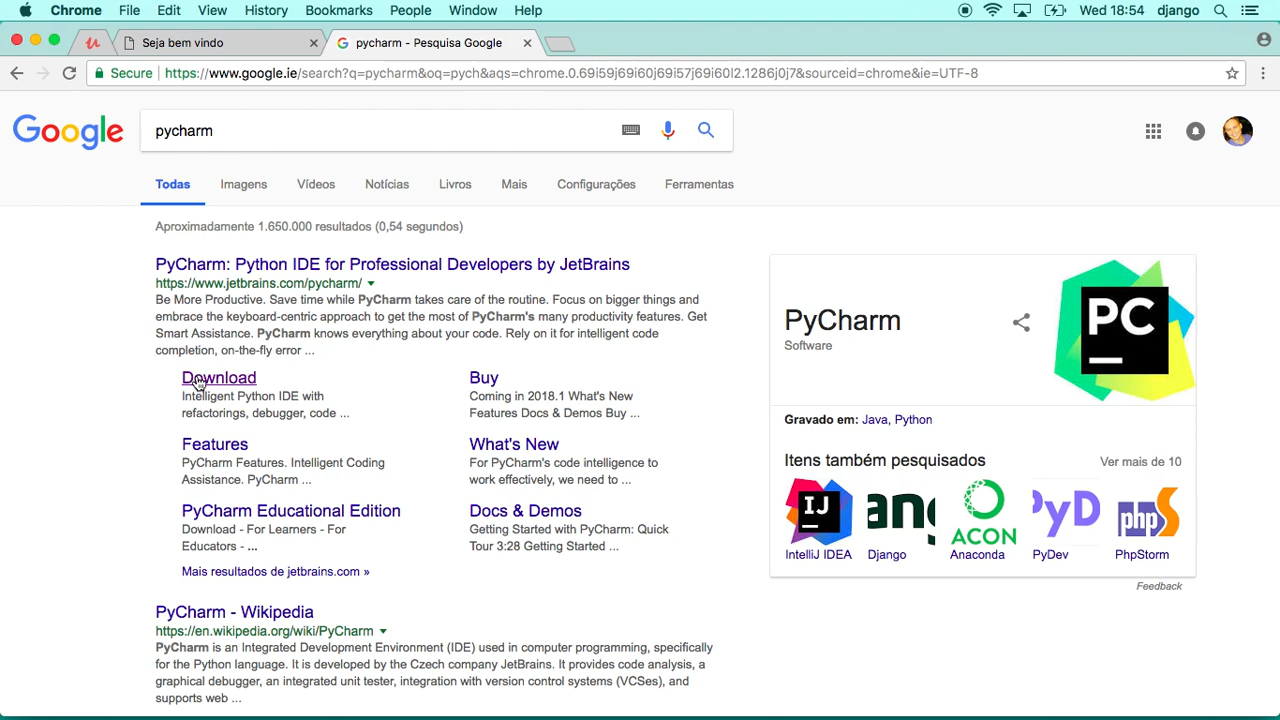 Chrome File Edit View History Bookmarks People Window Help Wed 18:54 django
Seja bem vindo pycharm - Pesquisa Google
Secure https://www.google.ie/search?q=pycharm&oq=pych&aqs=chrome.0.69i59j69i60j69i57j69i60l2.1286j0j7&sourceid=chrome&ie=UTF-8
Google pycharm
Todas Imagens Vídeos Notícias Livros Mais Configurações Ferramentas
Aproximadamente 1.650.000 resultados (0,54 segundos)
PyCharm: Python IDE for Professional Developers by JetBrains
https://www.jetbrains.com/pycharm/
Be More Productive. Save time while PyCharm takes care of the routine. Focus on bigger things and
embrace the keyboard-centric approach to get the most of PyCharm's many productivity features. Get
Smart Assistance. PyCharm knows everything about your code. Rely on it for intelligent code
completion, on-the-fly error ...
Download
Intelligent Python IDE with
refactorings, debugger, code ...
Buy
Coming in 2018.1 What's New
Features Docs & Demos Buy ...
Features
PyCharm Features. Intelligent Coding
Assistance. PyCharm ...
What's New
For PyCharm's code intelligence to
work effectively, we need to ...
PyCharm Educational Edition
Download - For Learners - For
Educators - ...
Docs & Demos
Getting Started with PyCharm: Quick
Tour 3:28 Getting Started ...
Mais resultados de jetbrains.com »
PyCharm - Wikipedia
https://en.wikipedia.org/wiki/PyCharm
PyCharm is an Integrated Development Environment (IDE) used in computer programming, specifically
for the Python language. It is developed by the Czech company JetBrains. It provides code analysis, a
graphical debugger, an integrated unit tester, integration with version control systems (VCSes), and
supports web ...
PyCharm
Software
PC
Gravado em: Java, Python
Itens também pesquisados Ver mais de 10
IJ ACON PyD phpS
IntelliJ IDEA Django Anaconda PyDev PhpStorm
Feedback